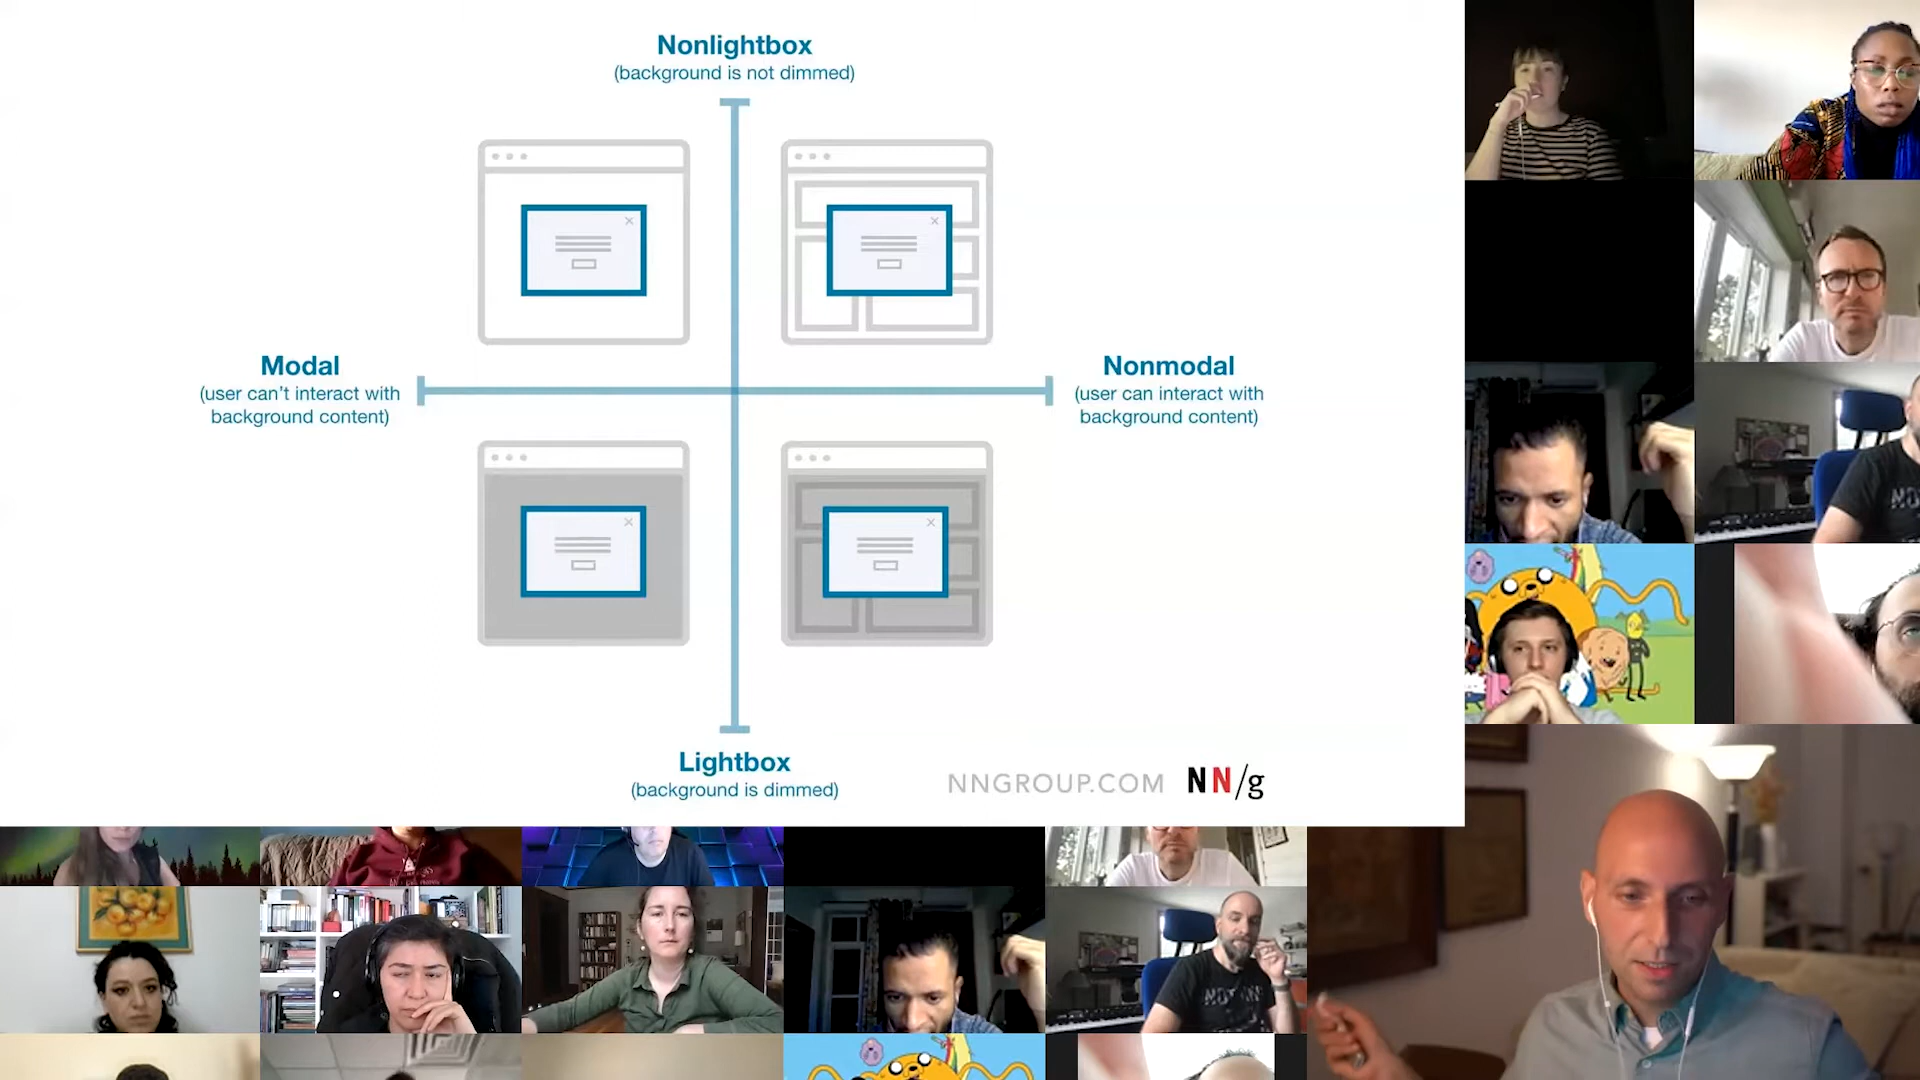 Nonlightbox
(background is not dimmed)
Modal
(user can't interact with
background content)
Nonmodal
(user can interact with
background content)
Lightbox
(background is dimmed)
NNGROUP.COM NN/g